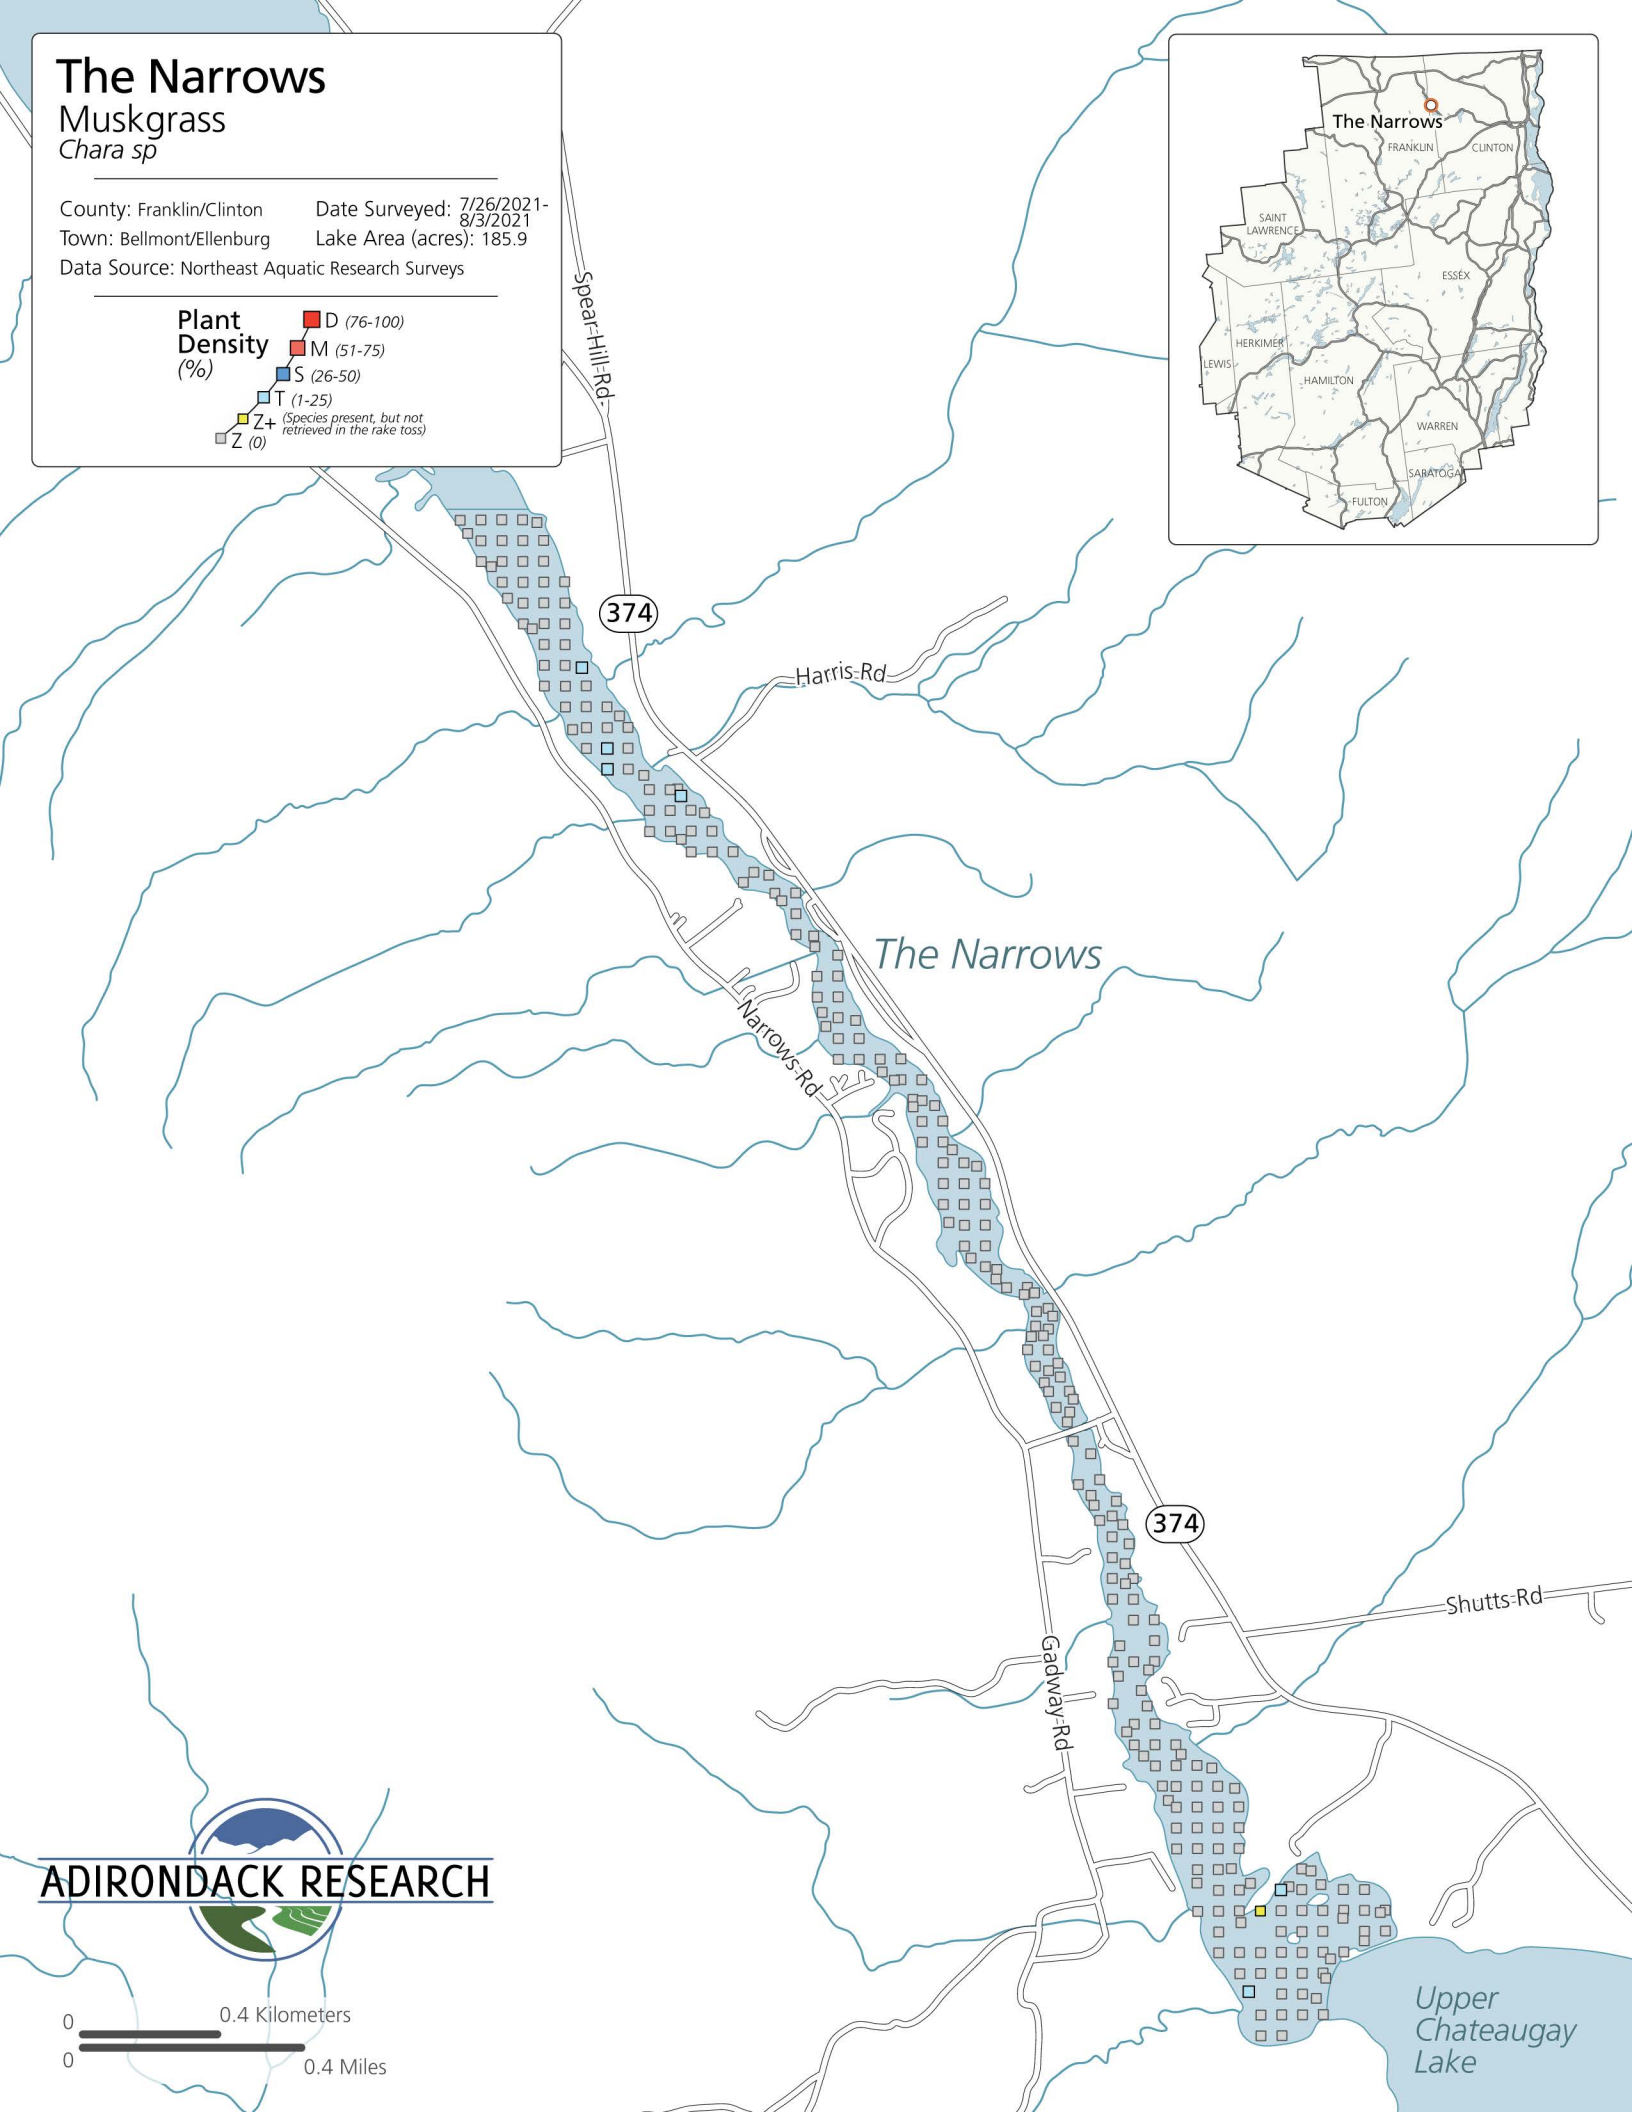 The Narrows
Muskgrass
Chara sp
County: Franklin/Clinton
Date Surveyed: 7/26/2021-
8/3/2021
Town: Bellmont/Ellenburg
Lake Area (acres): 185.9
Data Source: Northeast Aquatic Research Surveys
Plant
Density
(%)
D (76-100)
M (51-75)
S (26-50)
T (1-25)
Z+ (Species present, but not
retrieved in the rake toss)
Z (0)
The Narrows
FRANKLIN
CLINTON
SAINT
LAWRENCE
ESSEX
HERKIMER
LEWIS
HAMILTON
WARREN
SARATOGA
FULTON
Spear-Hill-Rd
374
Harris-Rd
The Narrows
Narrows-Rd
374
Shutts-Rd
Gadway-Rd
ADIRONDACK RESEARCH
0
0.4 Kilometers
0
0.4 Miles
Upper
Chateaugay
Lake